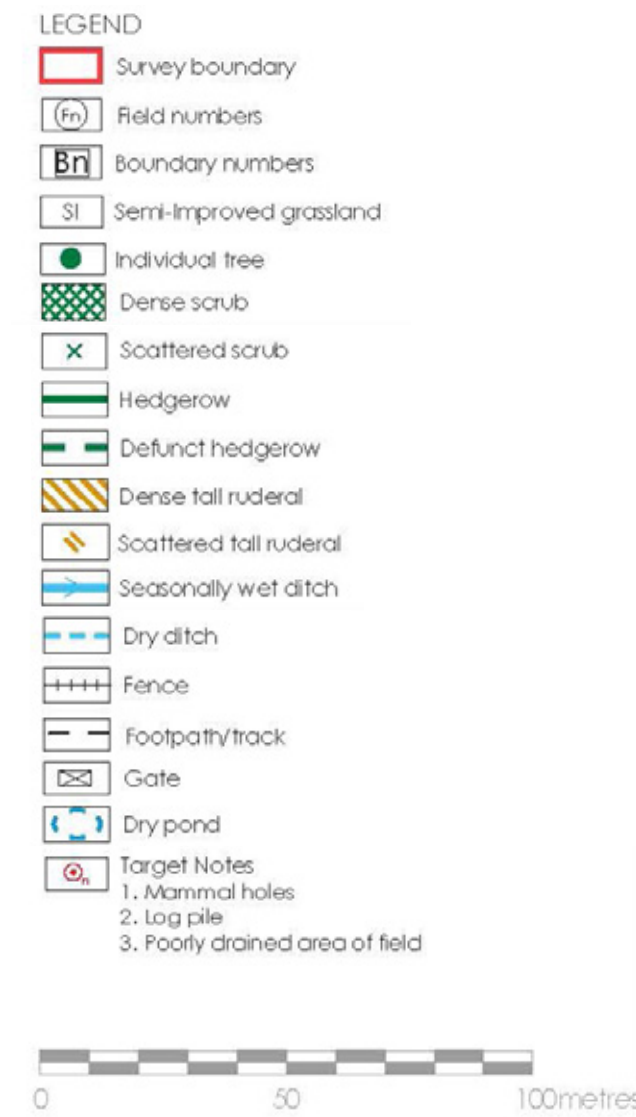 LEGEND
Survey boundary
Fn Field numbers
Bn Boundary numbers
SI Semi-Improved grassland
Individual tree
Dense scrub
Scattered scrub
Hedgerow
Defunct hedgerow
Dense tall ruderal
Scattered tall ruderal
Seasonally wet ditch
Dry ditch
Fence
Footpath/track
Gate
Dry pond
n Target Notes
1. Mammal holes
2. Log pile
3. Poorly drained area of field
0 50 100metres